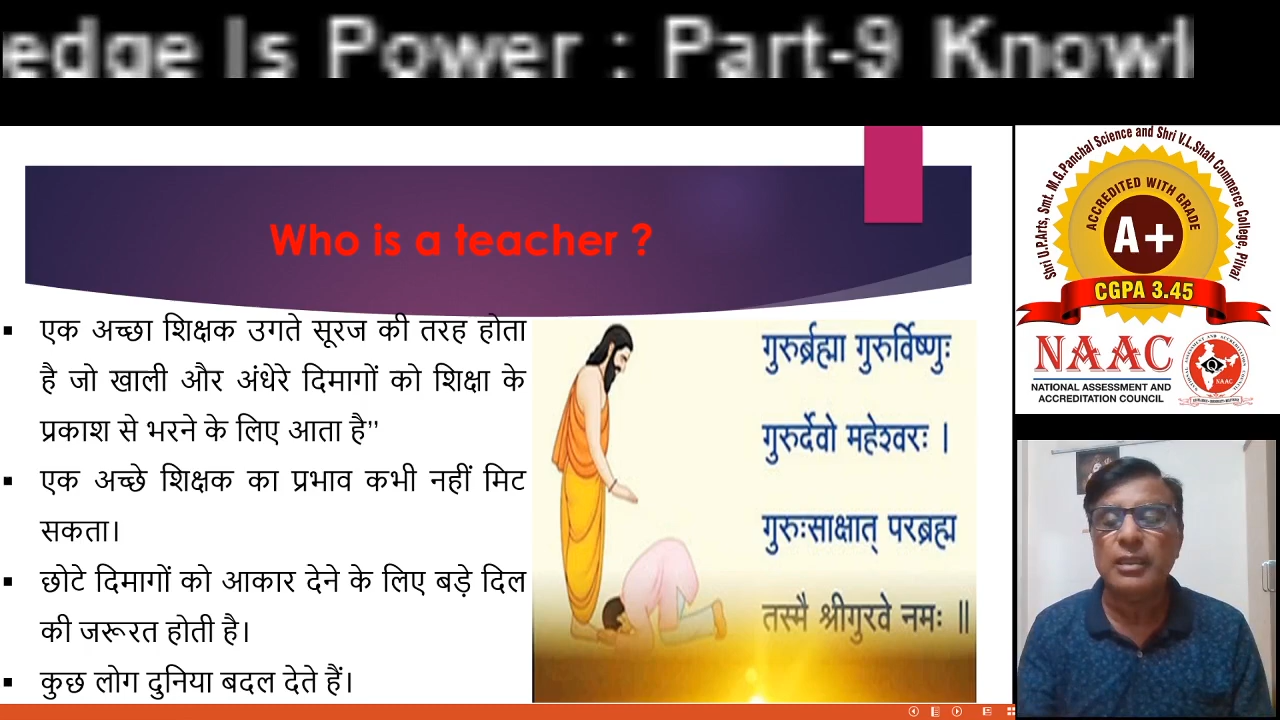 edge Is Power : Part-9 Knowl
Who is a teacher ?
एक अच्छा शिक्षक उगते सूरज की तरह होता
है जो खाली और अंधेरे दिमागों को शिक्षा के
प्रकाश से भरने के लिए आता है”
एक अच्छे शिक्षक का प्रभाव कभी नहीं मिट
सकता।
छोटे दिमागों को आकार देने के लिए बड़े दिल
की जरूरत होती है।
कुछ लोग दुनिया बदल देते हैं।
गुरुर्ब्रह्मा गुरुर्विष्णुः
गुरुर्देवो महेश्वरः ।
गुरुःसाक्षात् परब्रह्म
तस्मै श्रीगुरवे नमः ॥
Shri U.P.Arts, Smt. M.G.Panchal Science and Shri V.L.Shah Commerce College, Pilvai
ACCREDITED WITH GRADE
A+
CGPA 3.45
NAAC
NATIONAL ASSESSMENT AND
ACCREDITATION COUNCIL
NAAC